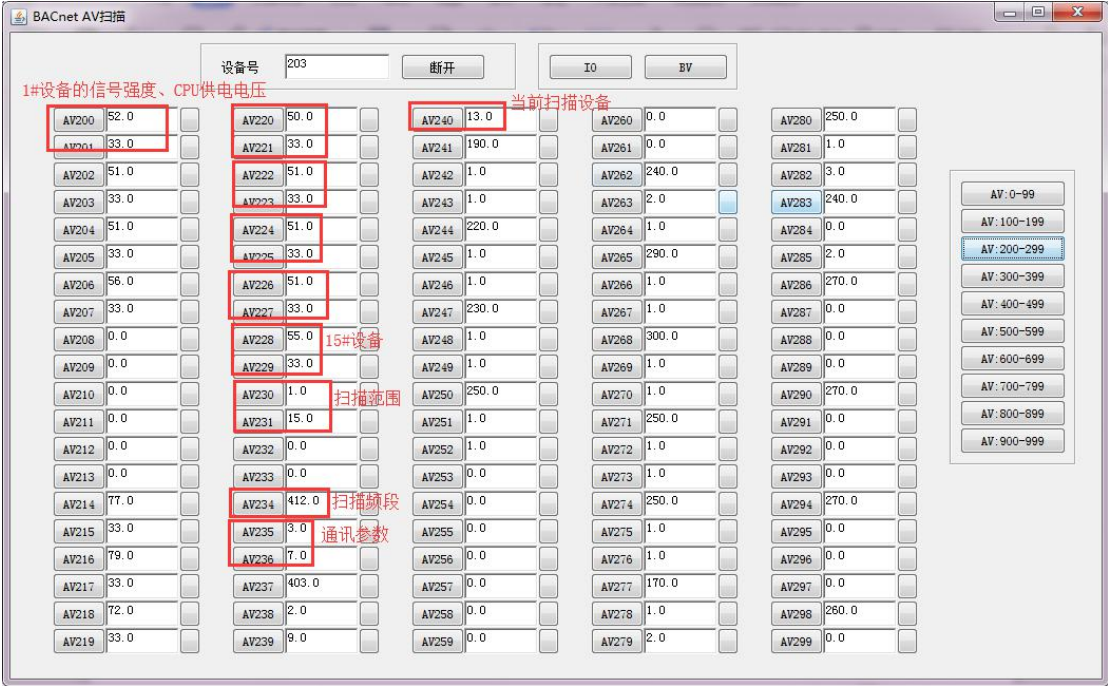 BACnet AV扫描
设备号 203 断开 IO BV
1#设备的信号强度、CPU供电电压
当前扫描设备
AV200 52.0 AV220 50.0 AV240 13.0 AV260 0.0 AV280 250.0
AV201 33.0 AV221 33.0 AV241 190.0 AV261 0.0 AV281 1.0
AV202 51.0 AV222 51.0 AV242 1.0 AV262 240.0 AV282 3.0
AV203 33.0 AV223 33.0 AV243 1.0 AV263 2.0 AV283 240.0
AV204 51.0 AV224 51.0 AV244 220.0 AV264 1.0 AV284 0.0
AV205 33.0 AV225 33.0 AV245 1.0 AV265 290.0 AV285 2.0
AV206 56.0 AV226 51.0 AV246 1.0 AV266 1.0 AV286 270.0
AV207 33.0 AV227 33.0 AV247 230.0 AV267 1.0 AV287 0.0
AV208 0.0 AV228 55.0 15#设备 AV248 1.0 AV268 300.0 AV288 0.0
AV209 0.0 AV229 33.0 AV249 1.0 AV269 1.0 AV289 0.0
AV210 0.0 AV230 1.0 扫描范围 AV250 250.0 AV270 1.0 AV290 270.0
AV211 0.0 AV231 15.0 AV251 1.0 AV271 250.0 AV291 0.0
AV212 0.0 AV232 0.0 AV252 1.0 AV272 1.0 AV292 0.0
AV213 0.0 AV233 0.0 AV253 0.0 AV273 1.0 AV293 0.0
AV214 77.0 AV234 412.0 扫描频段 AV254 0.0 AV274 250.0 AV294 270.0
AV215 33.0 AV235 3.0 通讯参数 AV255 0.0 AV275 1.0 AV295 0.0
AV216 79.0 AV236 7.0 AV256 0.0 AV276 1.0 AV296 0.0
AV217 33.0 AV237 403.0 AV257 0.0 AV277 170.0 AV297 0.0
AV218 72.0 AV238 2.0 AV258 0.0 AV278 1.0 AV298 260.0
AV219 33.0 AV239 9.0 AV259 0.0 AV279 2.0 AV299 0.0
AV:0-99
AV:100-199
AV:200-299
AV:300-399
AV:400-499
AV:500-599
AV:600-699
AV:700-799
AV:800-899
AV:900-999